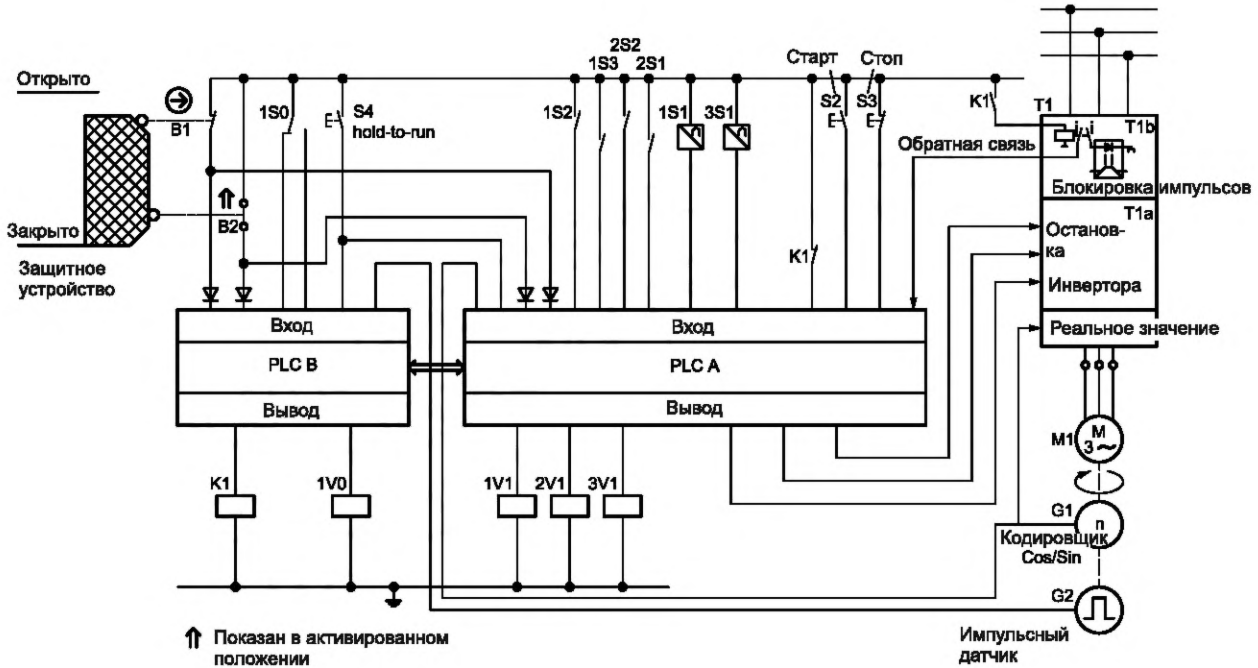 Открыто
B1
1S0
S4
hold-to-run
1S2
1S3
2S2
2S1
1S1
3S1
Старт
S2
Стоп
S3
K1
T1
T1b
Обратная связь
Блокировка импульсов
Закрыто
B2
Защитное
устройство
K1
T1a
Останов-
ка
Инвертора
Реальное значение
Вход
PLC B
Вывод
Вход
PLC A
Вывод
K1
1V0
1V1
2V1
3V1
M1
M
3 ~
G1
n
Кодировщик
Cos/Sin
G2
Показан в активированном
положении
Импульсный
датчик